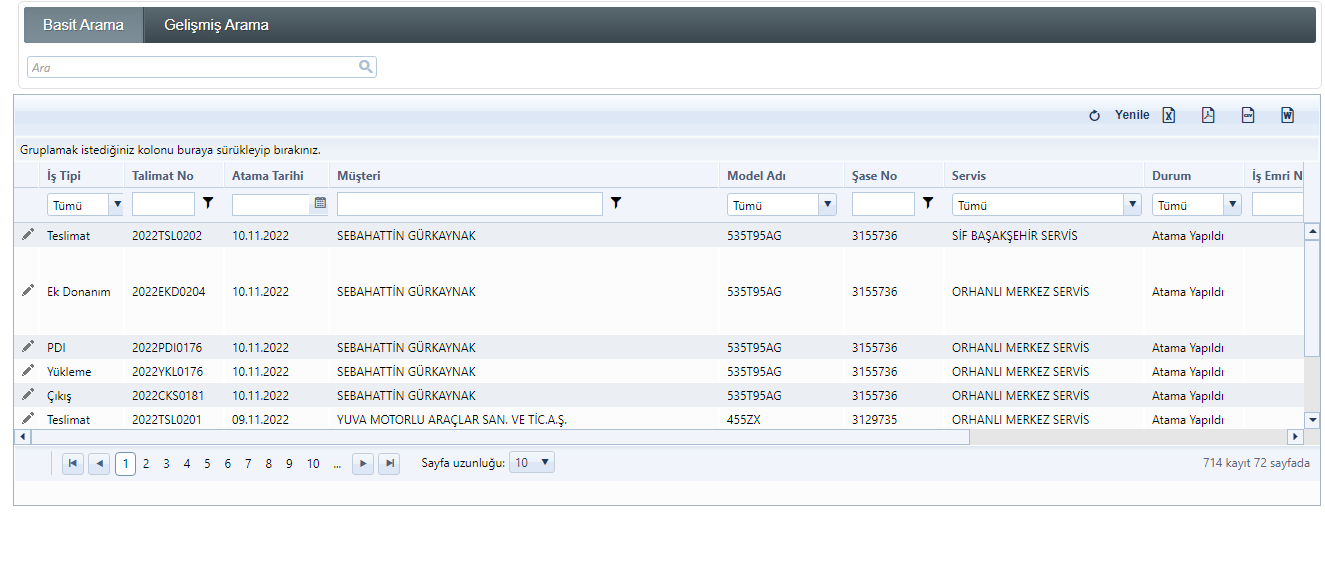 Basit Arama Gelişmiş Arama
Ara
Yenile
Gruplamak istediğiniz kolonu buraya sürükleyip bırakınız.
İş Tipi Talimat No Atama Tarihi Müşteri Model Adı Şase No Servis Durum İş Emri N
Tümü Tümü Tümü Tümü
Teslimat 2022TSL0202 10.11.2022 SEBAHATTİN GÜRKAYNAK 535T95AG 3155736 SİF BAŞAKŞEHİR SERVİS Atama Yapıldı
Ek Donanım 2022EKD0204 10.11.2022 SEBAHATTİN GÜRKAYNAK 535T95AG 3155736 ORHANLI MERKEZ SERVİS Atama Yapıldı
PDI 2022PDI0176 10.11.2022 SEBAHATTİN GÜRKAYNAK 535T95AG 3155736 ORHANLI MERKEZ SERVİS Atama Yapıldı
Yükleme 2022YKL0176 10.11.2022 SEBAHATTİN GÜRKAYNAK 535T95AG 3155736 ORHANLI MERKEZ SERVİS Atama Yapıldı
Çıkış 2022CKS0181 10.11.2022 SEBAHATTİN GÜRKAYNAK 535T95AG 3155736 ORHANLI MERKEZ SERVİS Atama Yapıldı
Teslimat 2022TSL0201 09.11.2022 YUVA MOTORLU ARAÇLAR SAN. VE TİC.A.Ş. 455ZX 3129735 ORHANLI MERKEZ SERVİS Atama Yapıldı
1 2 3 4 5 6 7 8 9 10 ... Sayfa uzunluğu: 10 714 kayıt 72 sayfada